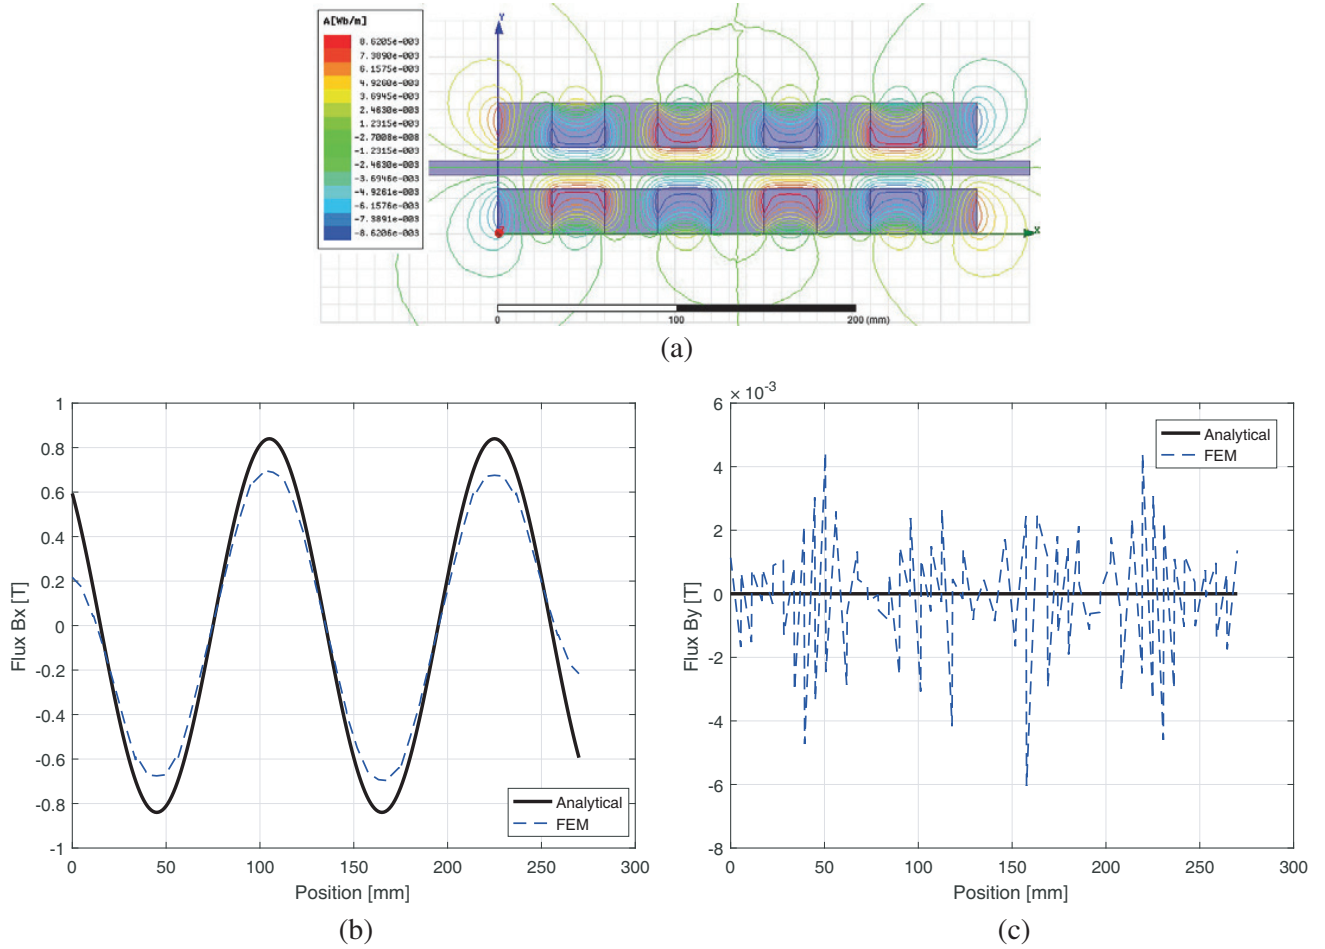 A[Wb/m]
8.6205e-003
7.3890e-003
6.1575e-003
4.9260e-003
3.6945e-003
2.4630e-003
1.2315e-003
-2.7008e-008
-1.2315e-003
-2.4630e-003
-3.6946e-003
-4.9261e-003
-6.1576e-003
-7.3891e-003
-8.6206e-003
Y
X
0
100
200 (mm)
(a)
1
0.8
0.6
0.4
0.2
0
-0.2
-0.4
-0.6
-0.8
-1
Flux Bx [T]
0
50
100
150
200
250
300
Position [mm]
Analytical
FEM
(b)
× 10⁻³
6
4
2
0
-2
-4
-6
-8
Flux By [T]
0
50
100
150
200
250
300
Position [mm]
Analytical
FEM
(c)